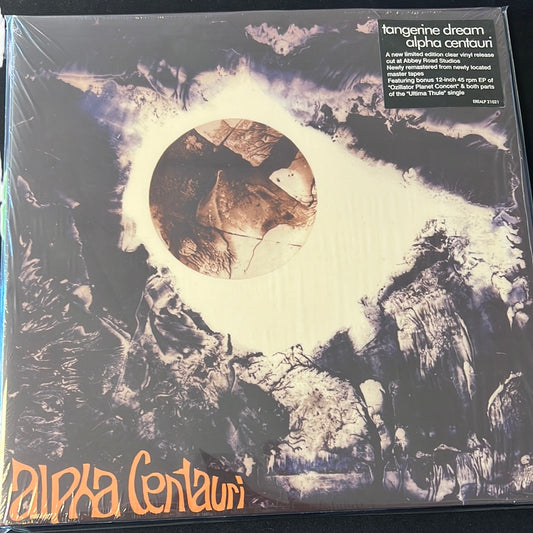 tangerine dream
alpha centauri
A new limited edition clear vinyl release
cut at Abbey Road Studios
Newly remastered from newly located
master tapes
Featuring bonus 12-inch 45 rpm EP of
"Ozillator Planet Concert" & both parts
of the "Ultima Thule" single
EREALP 21021
alpha Centauri